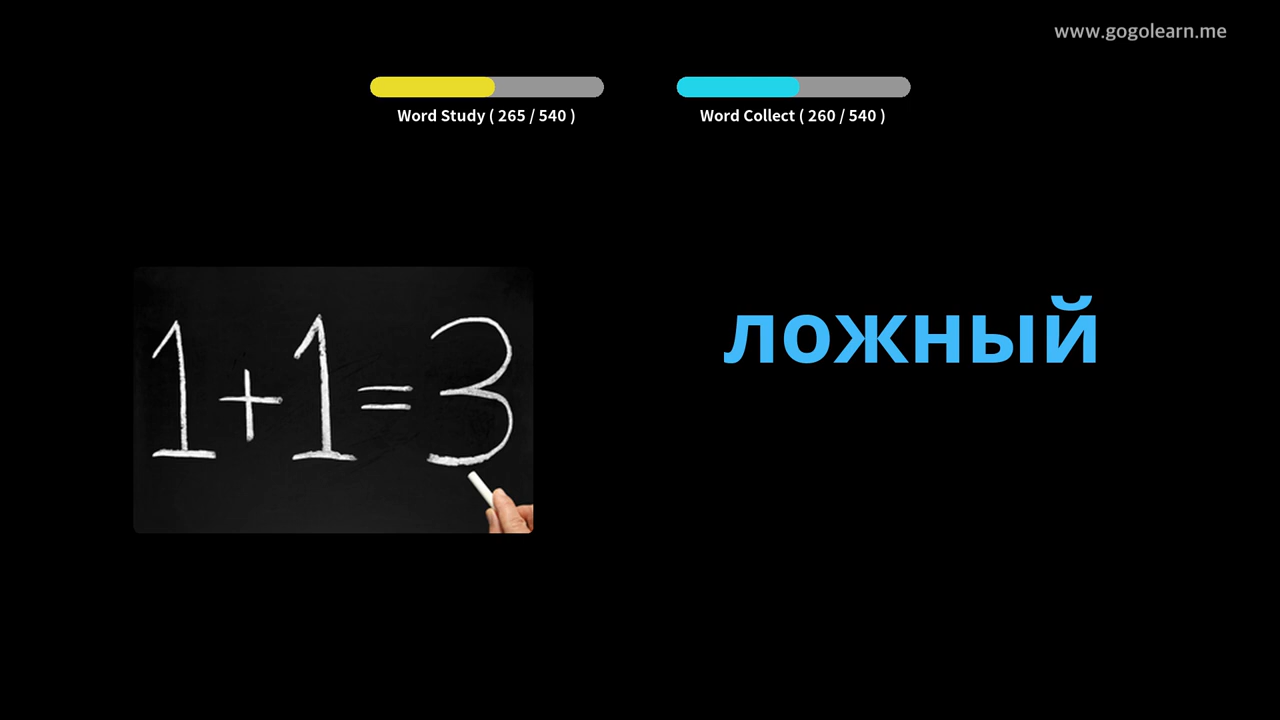 www.gogolearn.me
Word Study ( 265 / 540 )
Word Collect ( 260 / 540 )
1+1=3
ложный